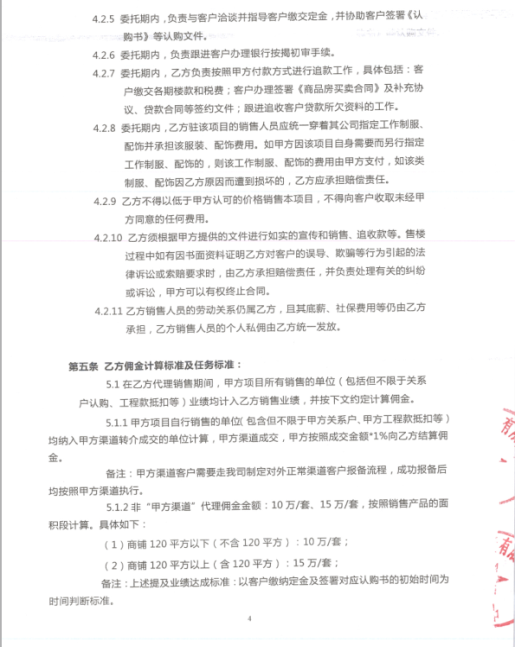 4.2.5 委托期内，负责与客户洽谈并指导客户缴交定金，并协助客户签署《认
购书》等认购文件。
4.2.6 委托期内，负责跟进客户办理银行按揭初审手续。
4.2.7 委托期内，乙方负责按照甲方付款方式进行追款工作，具体包括：客
户缴交各期楼款和税费；客户办理签署《商品房买卖合同》及补充协
议、贷款合同等签约文件；跟进追收客户贷款所欠资料的工作。
4.2.8 委托期内，乙方驻该项目的销售人员应统一穿着其公司指定工作制服、
配饰并承担该服装、配饰费用。如甲方因该项目自身需要而另行指定
工作制服、配饰的，则该工作制服、配饰的费用由甲方支付，如该类
制服、配饰因乙方原因而遭到损坏的，乙方应承担赔偿责任。
4.2.9 乙方不得以低于甲方认可的价格销售本项目，不得向客户收取未经甲
方同意的任何费用。
4.2.10 乙方须根据甲方提供的文件进行如实的宣传和销售、追收款等。售楼
过程中如有因书面资料证明乙方对客户的误导、欺骗等行为引起的法
律诉讼或索赔要求时，由乙方承担赔偿责任，并负责处理有关的纠纷
或诉讼，甲方可以有权终止合同。
4.2.11 乙方销售人员的劳动关系仍属乙方，且其底薪、社保费用等仍由乙方
承担，乙方销售人员的个人私佣由乙方统一发放。
第五条 乙方佣金计算标准及任务标准：
5.1 在乙方代理销售期间，甲方项目所有销售的单位（包括但不限于关系
户认购、工程款抵扣等）业绩均计入乙方销售业绩，并按下文约定计算佣金。
5.1.1 甲方项目自行销售的单位（包含但不限于甲方关系户、甲方工程款抵扣等）
均纳入甲方渠道转介成交的单位计算，甲方渠道成交，甲方按照成交金额*1%向乙方结算佣
金。
备注：甲方渠道客户需要走我司制定对外正常渠道客户报备流程，成功报备后
均按照甲方渠道执行。
5.1.2 非“甲方渠道”代理佣金金额：10 万/套、15 万/套，按照销售产品的面
积段计算。具体如下：
（1）商铺 120 平方以下（不含 120 平方）：10 万/套；
（2）商铺 120 平方以上（含 120 平方）：15 万/套；
备注：上述提及业绩达成标准：以客户缴纳定金及签署对应认购书的初始时间为
时间判断标准。
4